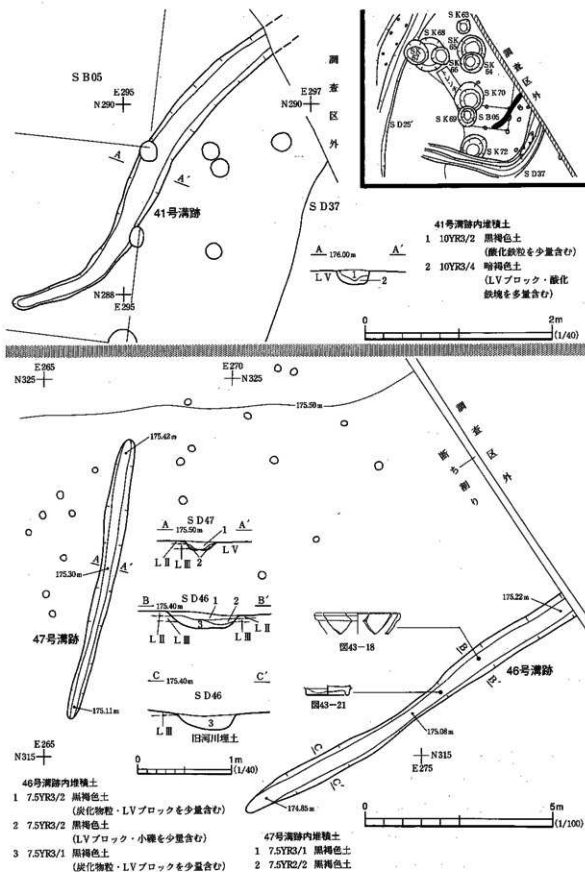 SK63
SK68
SK65
SK66
SK64
SK70
SB05
SK69
SK72
SD25'
SD37
調査区外
SB05
E295
N290
E297
N290
調査区外
A
A'
SD37
41号溝跡
N288
E295
A 176.00m A'
LV
1
2
41号溝跡内堆積土
1 10YR3/2 黒褐色土
(酸化鉄粒を少量含む)
2 10YR3/4 暗褐色土
(LVブロック・酸化
鉄塊を多量含む)
0 2m
(1/40)
E265
N325
E270
N325
175.50m
調査区外
断ち割り
175.42m
175.30m
A
A'
175.11m
47号溝跡
SD47
A 175.50m 1 A'
LII
LIII
2
LV
SD46
B 175.40m 1 2 B'
LII
LIII
3
LIII
LII
C 175.40m C'
SD46
LIII
3
旧河川埋土
175.22m
図43-18
B
B'
46号溝跡
図43-21
175.08m
C
C'
N315
E275
174.85m
E265
N315
0 1m
(1/40)
46号溝跡内堆積土
1 7.5YR3/2 黒褐色土
(炭化物粒・LVブロックを少量含む)
2 7.5YR3/2 黒褐色土
(LVブロック・小礫を少量含む)
3 7.5YR3/1 黒褐色土
(炭化物粒・LVブロックを少量含む)
0 5m
(1/100)
47号溝跡内堆積土
1 7.5YR3/1 黒褐色土
2 7.5YR2/2 黒褐色土